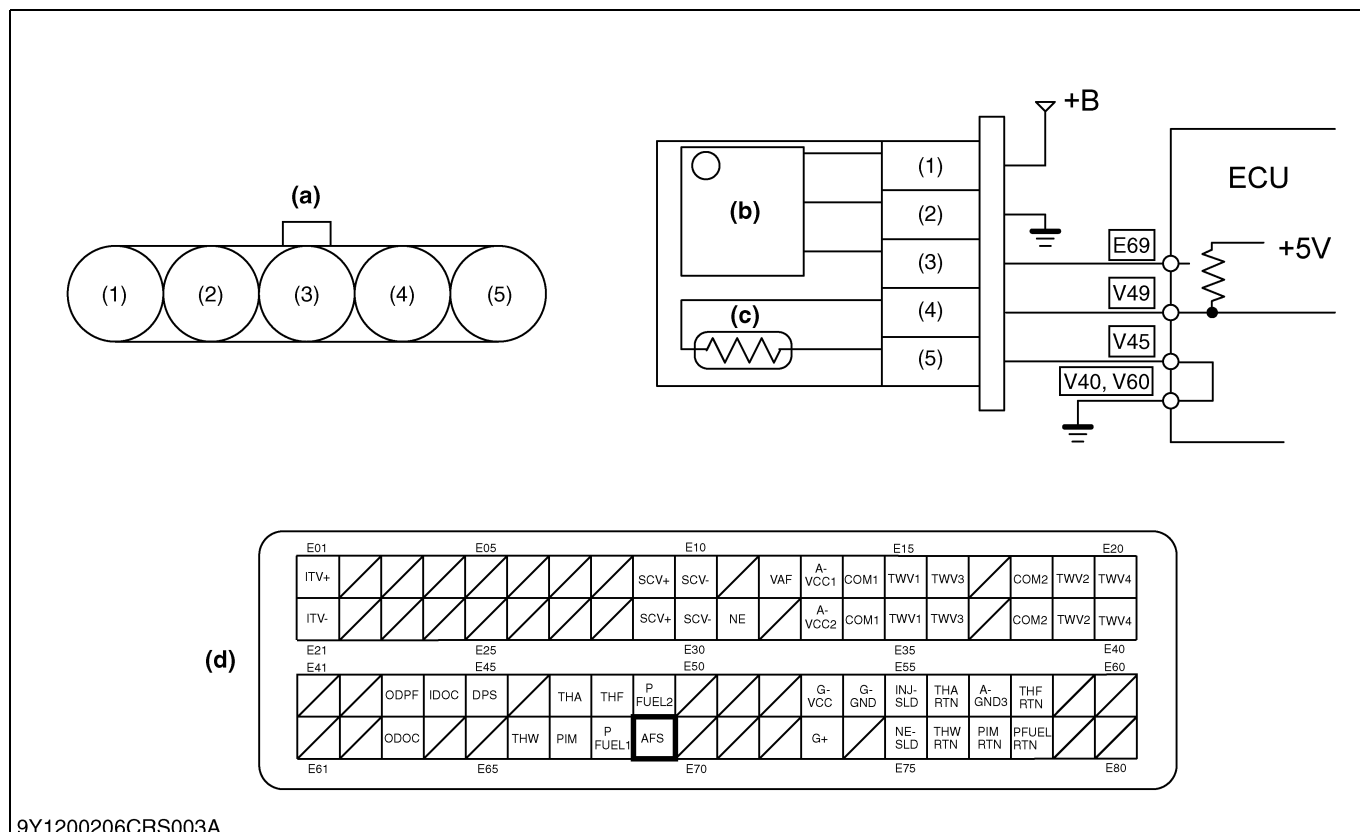 (a)
(1) (2) (3) (4) (5)
+B
(b)
(c)
(1)
(2)
(3)
(4)
(5)
ECU
+5V
E69
V49
V45
V40, V60
(d)
E01 E05 E10 E15 E20
ITV+ SCV+ SCV- VAF A-VCC1 COM1 TWV1 TWV3 COM2 TWV2 TWV4
ITV- SCV+ SCV- NE A-VCC2 COM1 TWV1 TWV3 COM2 TWV2 TWV4
E21 E25 E30 E35 E40
E41 E45 E50 E55 E60
ODPF IDOC DPS THA THF P FUEL2 G-VCC G-GND INJ-SLD THA RTN A-GND3 THF RTN
ODOC THW PIM P FUEL1 AFS G+ NE-SLD THW RTN PIM RTN PFUEL RTN
E61 E65 E70 E75 E80
9Y1200206CRS003A